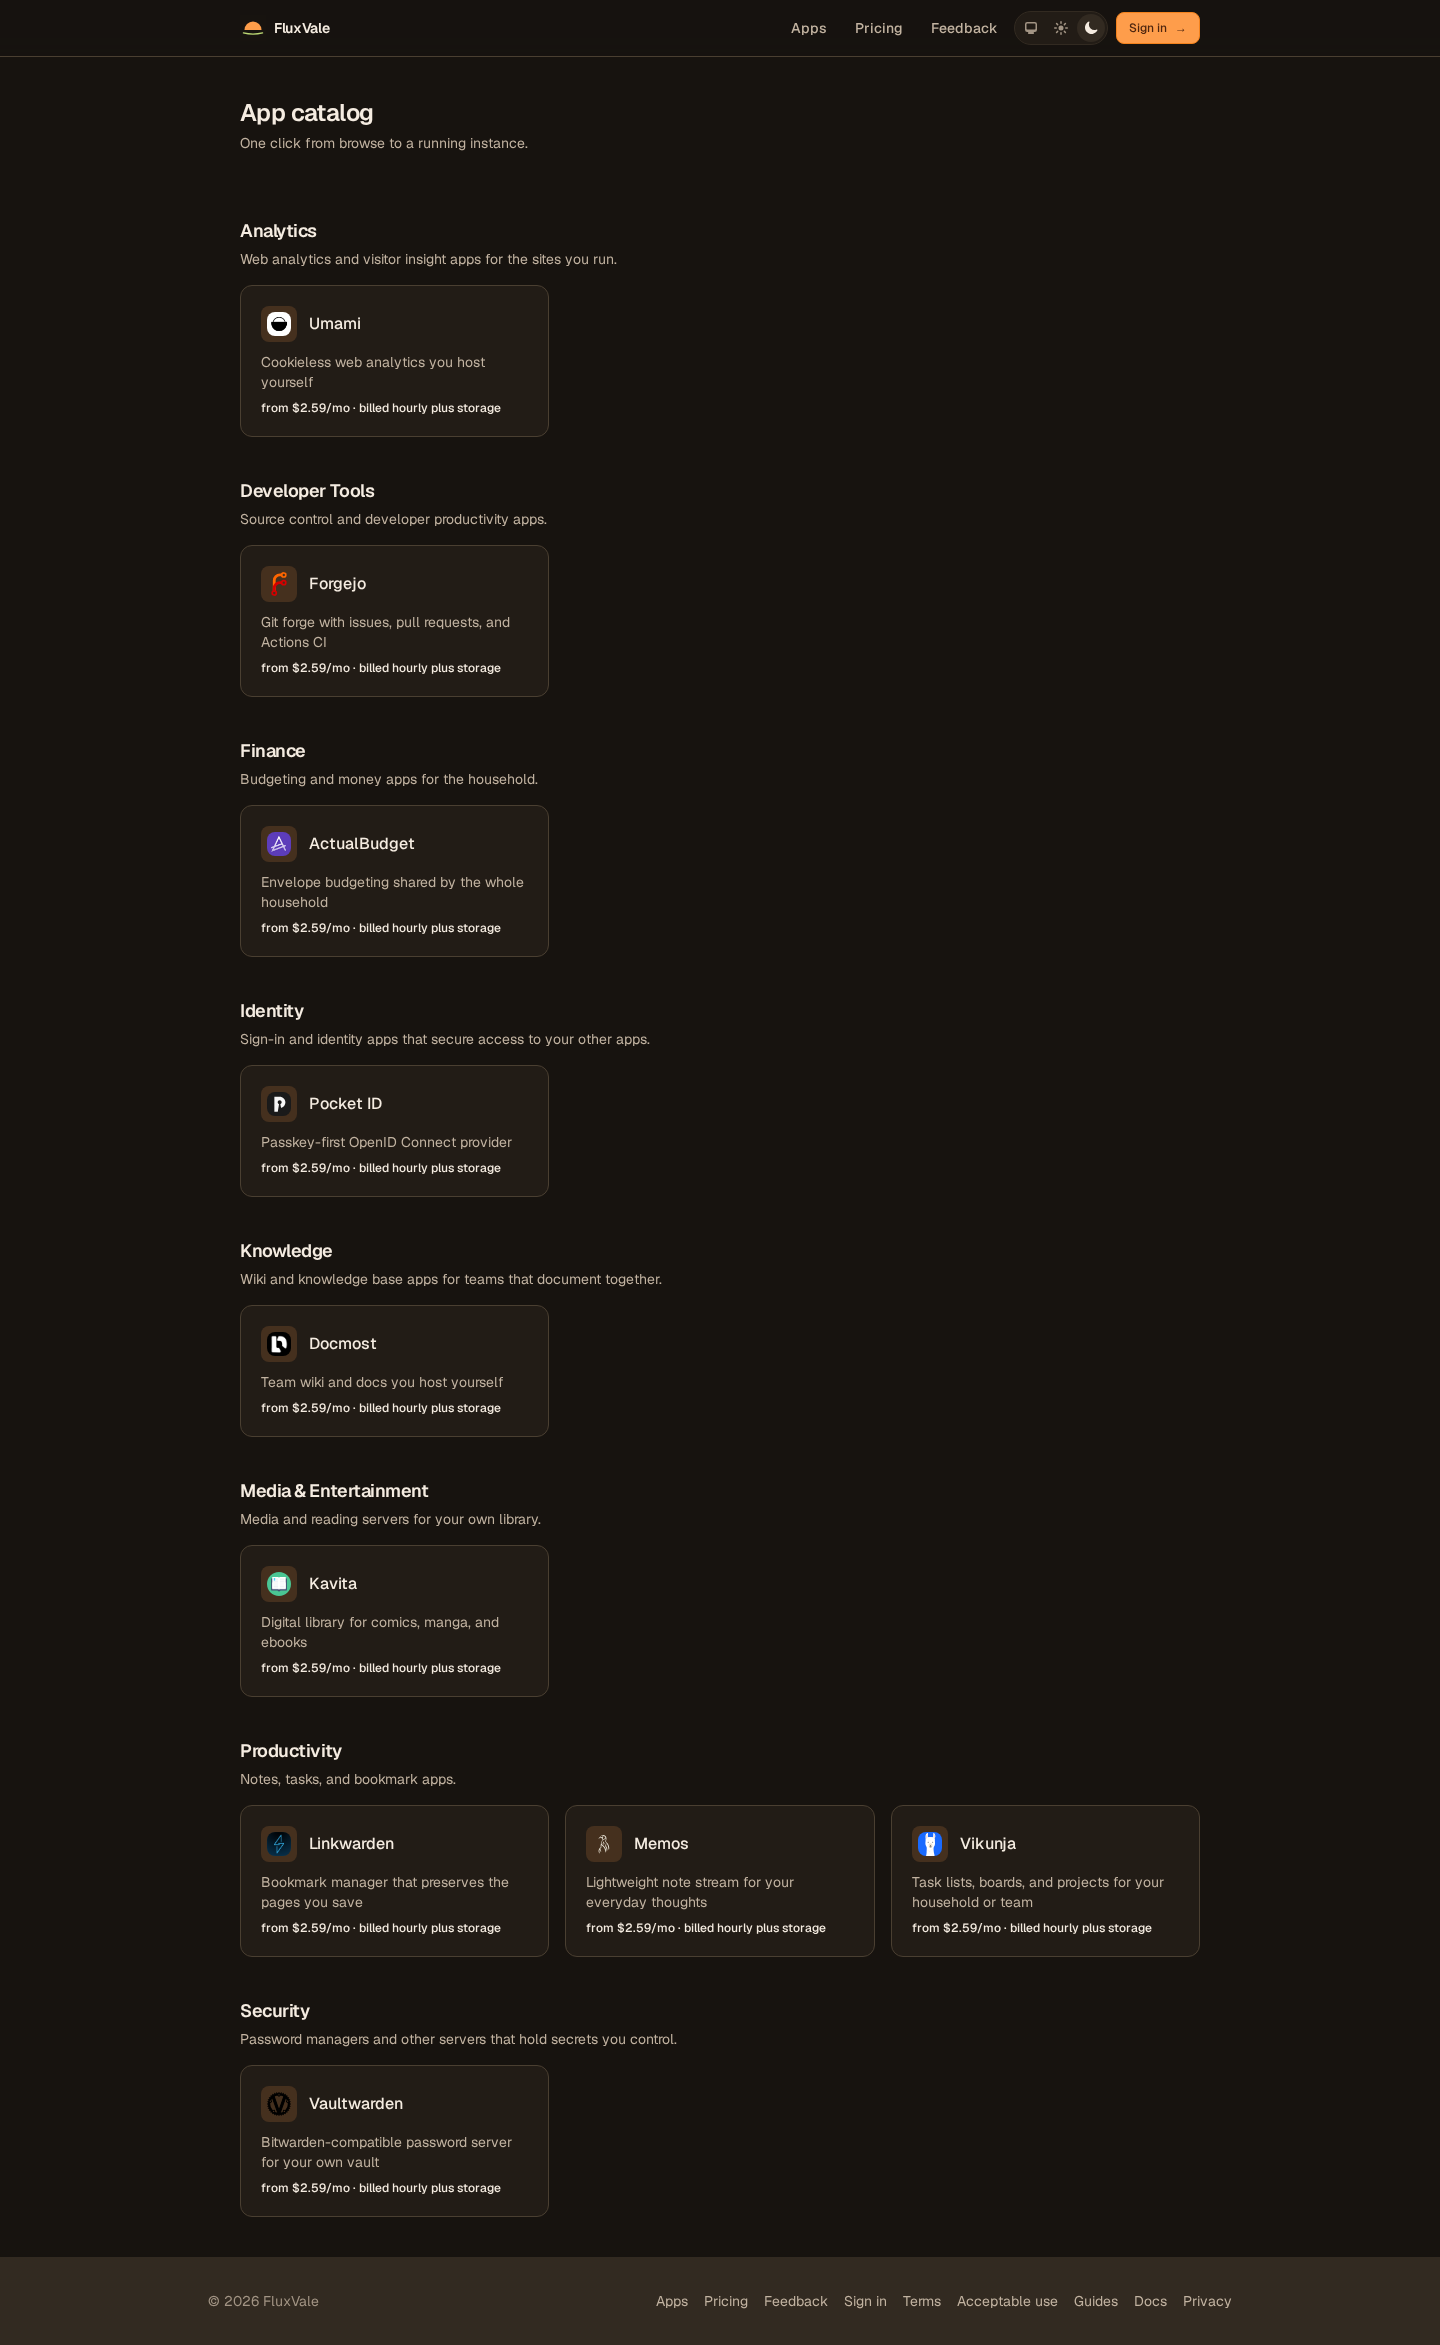 FluxVale
Apps
Pricing
Feedback
Sign in →
App catalog
One click from browse to a running instance.
Analytics
Web analytics and visitor insight apps for the sites you run.
Umami
Cookieless web analytics you host
yourself
from $2.59/mo · billed hourly plus storage
Developer Tools
Source control and developer productivity apps.
Forgejo
Git forge with issues, pull requests, and
Actions CI
from $2.59/mo · billed hourly plus storage
Finance
Budgeting and money apps for the household.
ActualBudget
Envelope budgeting shared by the whole
household
from $2.59/mo · billed hourly plus storage
Identity
Sign-in and identity apps that secure access to your other apps.
Pocket ID
Passkey-first OpenID Connect provider
from $2.59/mo · billed hourly plus storage
Knowledge
Wiki and knowledge base apps for teams that document together.
Docmost
Team wiki and docs you host yourself
from $2.59/mo · billed hourly plus storage
Media & Entertainment
Media and reading servers for your own library.
Kavita
Digital library for comics, manga, and
ebooks
from $2.59/mo · billed hourly plus storage
Productivity
Notes, tasks, and bookmark apps.
Linkwarden
Bookmark manager that preserves the
pages you save
from $2.59/mo · billed hourly plus storage
Memos
Lightweight note stream for your
everyday thoughts
from $2.59/mo · billed hourly plus storage
Vikunja
Task lists, boards, and projects for your
household or team
from $2.59/mo · billed hourly plus storage
Security
Password managers and other servers that hold secrets you control.
Vaultwarden
Bitwarden-compatible password server
for your own vault
from $2.59/mo · billed hourly plus storage
© 2026 FluxVale
Apps
Pricing
Feedback
Sign in
Terms
Acceptable use
Guides
Docs
Privacy